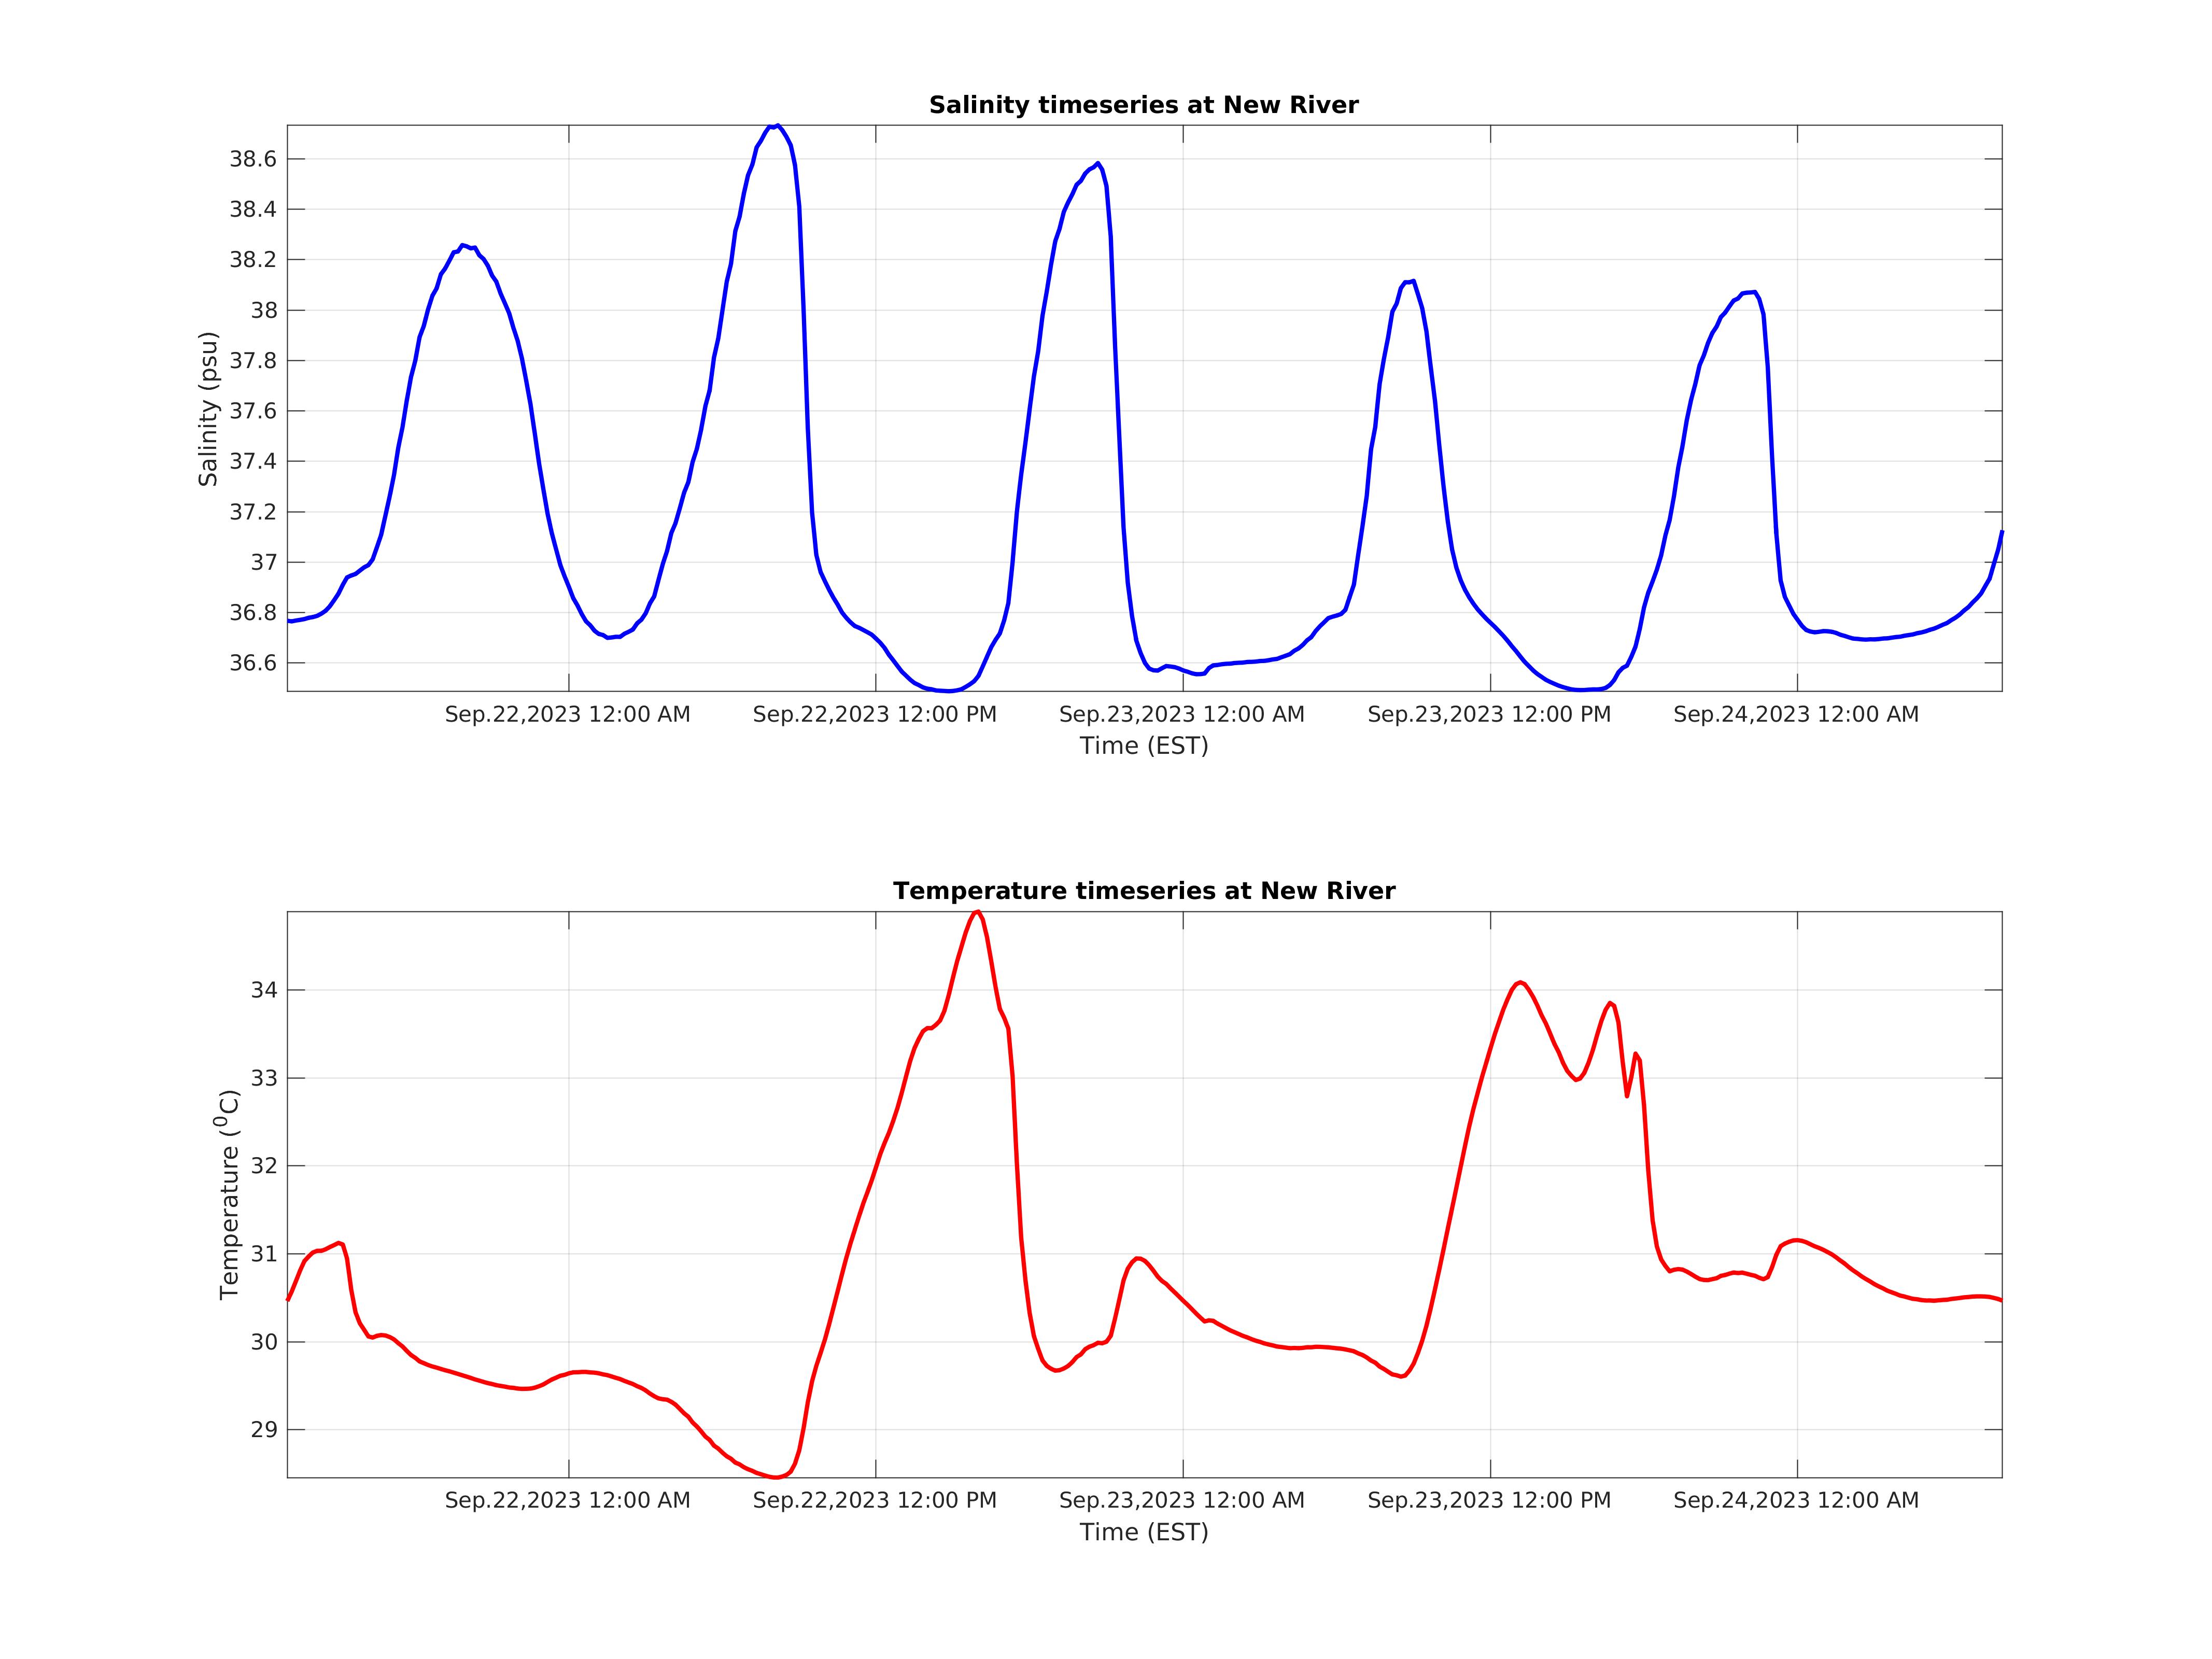 Salinity timeseries at New River
38.6
38.4
38.2
38
37.8
37.6
37.4
37.2
37
36.8
36.6
Salinity (psu)
Sep.22,2023 12:00 AM Sep.22,2023 12:00 PM Sep.23,2023 12:00 AM Sep.23,2023 12:00 PM Sep.24,2023 12:00 AM
Time (EST)
Temperature timeseries at New River
34
33
32
31
30
29
Temperature (⁰C)
Sep.22,2023 12:00 AM Sep.22,2023 12:00 PM Sep.23,2023 12:00 AM Sep.23,2023 12:00 PM Sep.24,2023 12:00 AM
Time (EST)